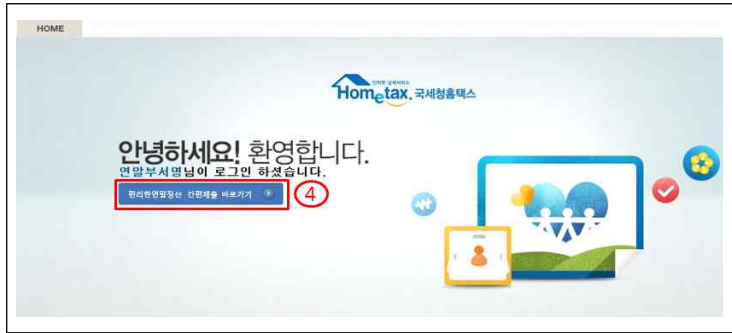 HOME
Hometax. 국세청홈택스
안녕하세요! 환영합니다.
연말부서명님이 로그인 하셨습니다.
편리한연말정산 간편제출 바로가기
④